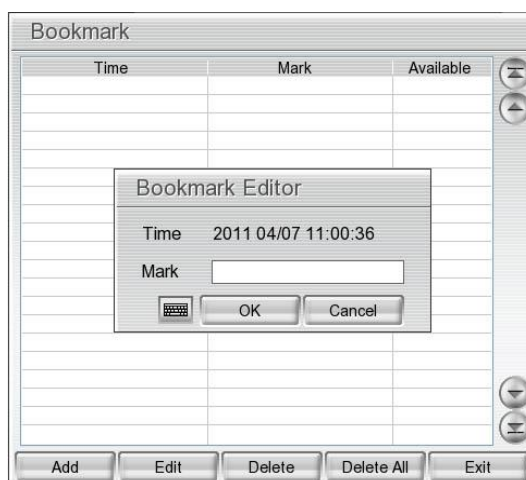 Bookmark
Time Mark Available
Bookmark Editor
Time 2011 04/07 11:00:36
Mark
OK Cancel
Add Edit Delete Delete All Exit